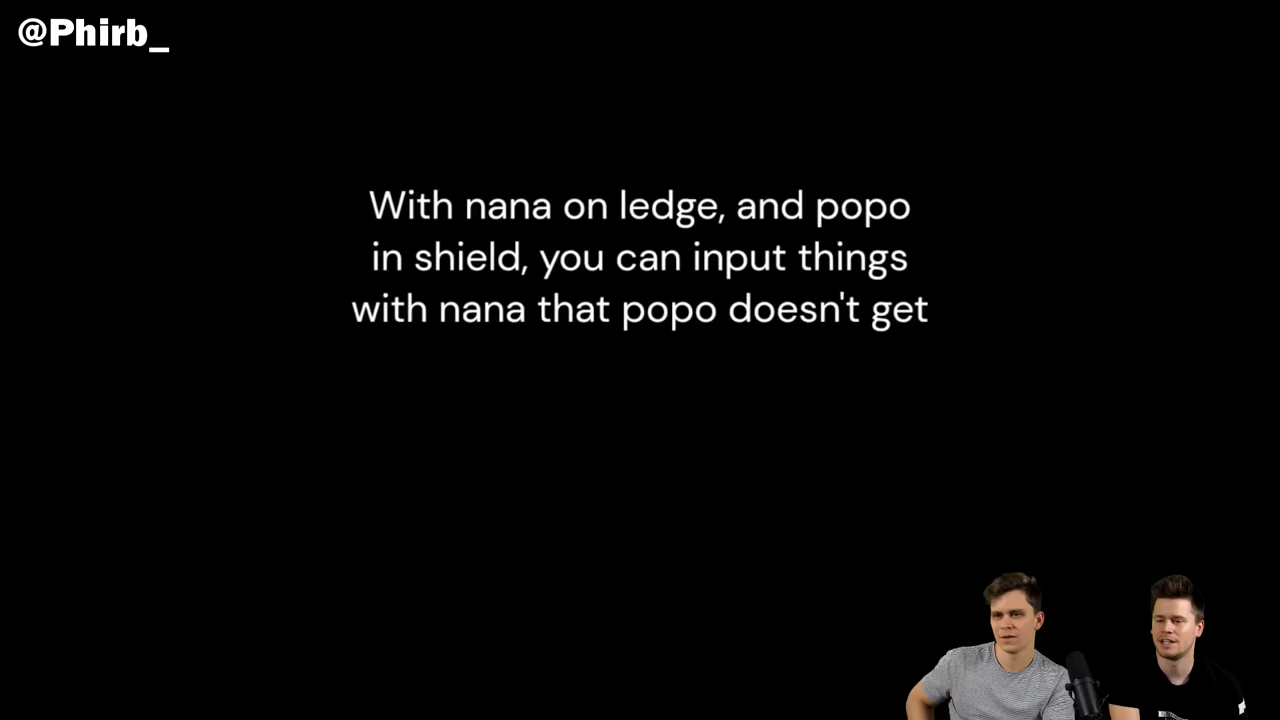 @Phirb_
With nana on ledge, and popo
in shield, you can input things
with nana that popo doesn't get